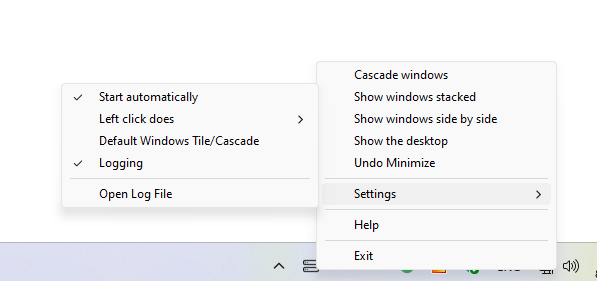 Cascade windows
Show windows stacked
Show windows side by side
Show the desktop
Undo Minimize
Settings
Help
Exit
Start automatically
Left click does
Default Windows Tile/Cascade
Logging
Open Log File